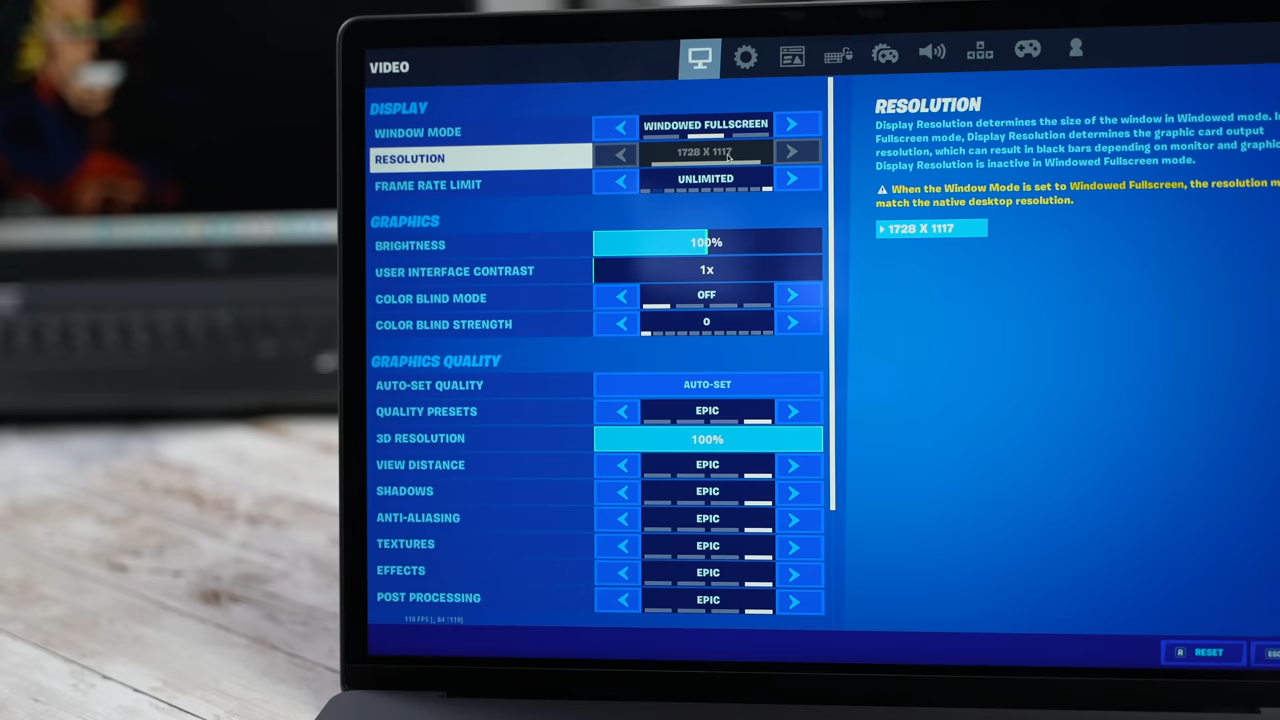 VIDEO
DISPLAY
WINDOW MODE
WINDOWED FULLSCREEN
RESOLUTION
1728 X 1117
FRAME RATE LIMIT
UNLIMITED
GRAPHICS
BRIGHTNESS
100%
USER INTERFACE CONTRAST
1x
COLOR BLIND MODE
OFF
COLOR BLIND STRENGTH
0
GRAPHICS QUALITY
AUTO-SET QUALITY
AUTO-SET
QUALITY PRESETS
EPIC
3D RESOLUTION
100%
VIEW DISTANCE
EPIC
SHADOWS
EPIC
ANTI-ALIASING
EPIC
TEXTURES
EPIC
EFFECTS
EPIC
POST PROCESSING
EPIC
118 FPS
RESOLUTION
Display Resolution determines the size of the window in Windowed mode.
Fullscreen mode, Display Resolution determines the graphic card output
resolution, which can result in black bars depending on monitor and
Display Resolution is inactive in Windowed Fullscreen mode.
When the Window Mode is set to Windowed Fullscreen, the resolution
match the native desktop resolution.
1728 X 1117
R RESET